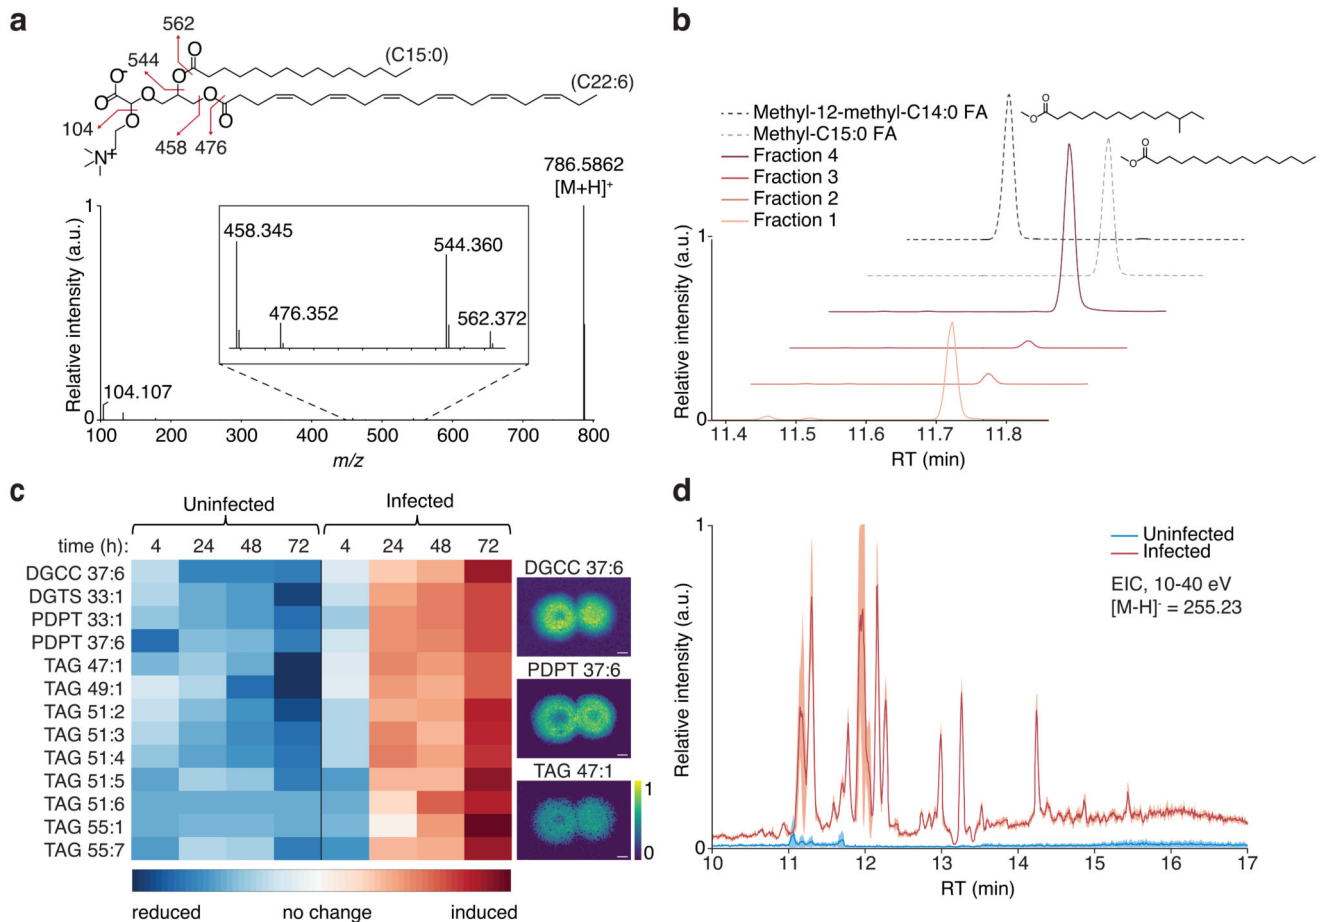 a
562
544
(C15:0)
(C22:6)
O-
O
O
O
O
O
O
O
104
458
476
N+
786.5862
[M+H]+
Relative intensity (a.u.)
1
0
458.345
544.360
476.352
562.372
104.107
100 200 300 400 500 600 700 800
m/z
b
Methyl-12-methyl-C14:0 FA
Methyl-C15:0 FA
Fraction 4
Fraction 3
Fraction 2
Fraction 1
O
O
O
O
Relative intensity (a.u.)
1
0
11.4 11.5 11.6 11.7 11.8
RT (min)
c
Uninfected Infected
time (h): 4 24 48 72 4 24 48 72
DGCC 37:6
DGTS 33:1
PDPT 33:1
PDPT 37:6
TAG 47:1
TAG 49:1
TAG 51:2
TAG 51:3
TAG 51:4
TAG 51:5
TAG 51:6
TAG 55:1
TAG 55:7
reduced no change induced
DGCC 37:6
PDPT 37:6
TAG 47:1
1
0
d
Uninfected
Infected
EIC, 10-40 eV
[M-H]- = 255.23
Relative intensity (a.u.)
1
0
10 11 12 13 14 15 16 17
RT (min)